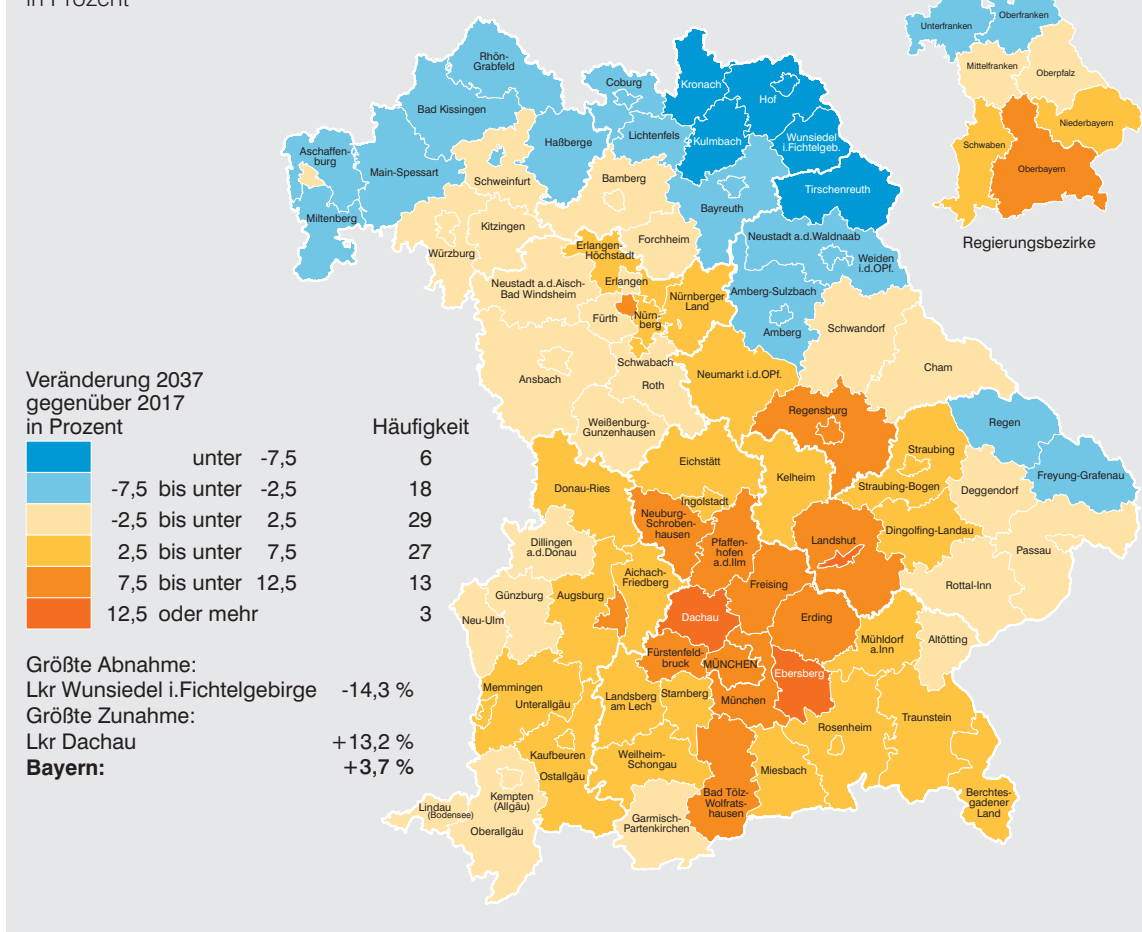 in Prozent
Unterfranken
Oberfranken
Mittelfranken
Oberpfalz
Niederbayern
Schwaben
Oberbayern
Regierungsbezirke
Rhön-
Grabfeld
Coburg
Kronach
Hof
Bad Kissingen
Lichtenfels
Kulmbach
Wunsiedel
i.Fichtelgeb.
Haßberge
Aschaffen-
burg
Main-Spessart
Schweinfurt
Bamberg
Tirschenreuth
Bayreuth
Miltenberg
Kitzingen
Würzburg
Forchheim
Neustadt a.d.Waldnaab
Weiden
i.d.OPf.
Erlangen-
Höchstadt
Erlangen
Neustadt a.d.Aisch-
Bad Windsheim
Nürnberger
Land
Amberg-Sulzbach
Amberg
Fürth
Nürn-
berg
Schwandorf
Schwabach
Roth
Ansbach
Neumarkt i.d.OPf.
Cham
Weißenburg-
Gunzenhausen
Regensburg
Regen
Straubing
Freyung-Grafenau
Eichstätt
Kelheim
Straubing-Bogen
Deggendorf
Donau-Ries
Ingolstadt
Neuburg-
Schroben-
hausen
Pfaffen-
hofen
a.d.Ilm
Landshut
Dingolfing-Landau
Passau
Dillingen
a.d.Donau
Aichach-
Friedberg
Freising
Rottal-Inn
Günzburg
Augsburg
Neu-Ulm
Dachau
Erding
Mühldorf
a.Inn
Altötting
Fürstenfeld-
bruck
MÜNCHEN
Ebersberg
Memmingen
Unterallgäu
Landsberg
am Lech
Starnberg
München
Rosenheim
Traunstein
Kaufbeuren
Ostallgäu
Weilheim-
Schongau
Miesbach
Bad Tölz-
Wolfrats-
hausen
Berchtes-
gadener
Land
Kempten
(Allgäu)
Lindau
(Bodensee)
Oberallgäu
Garmisch-
Partenkirchen
Veränderung 2037
gegenüber 2017
in Prozent Häufigkeit
unter -7,5 6
-7,5 bis unter -2,5 18
-2,5 bis unter 2,5 29
2,5 bis unter 7,5 27
7,5 bis unter 12,5 13
12,5 oder mehr 3
Größte Abnahme:
Lkr Wunsiedel i.Fichtelgebirge -14,3 %
Größte Zunahme:
Lkr Dachau +13,2 %
Bayern: +3,7 %